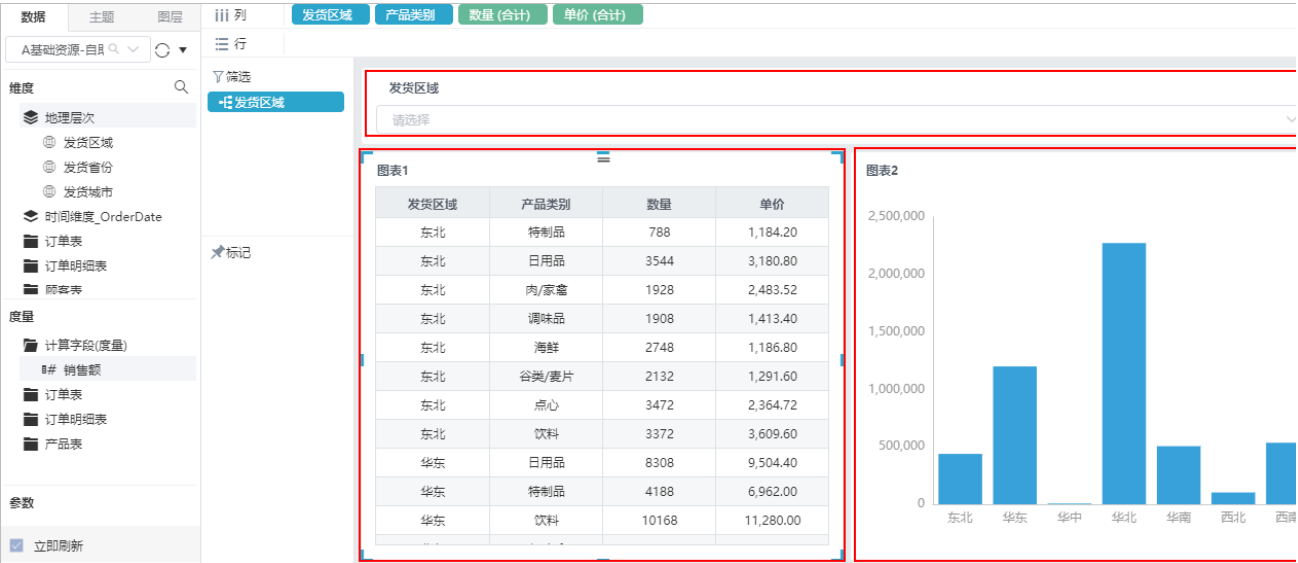 数据 主题 图层
A基础资源-自助
维度
地理层次
发货区域
发货省份
发货城市
时间维度_OrderDate
订单表
订单明细表
顾客表
度量
计算字段(度量)
# 销售额
订单表
订单明细表
产品表
参数
立即刷新
列 发货区域 产品类别 数量 (合计) 单价 (合计)
行
筛选
发货区域
标记
发货区域
请选择
图表1
发货区域 产品类别 数量 单价
东北 特制品 788 1,184.20
东北 日用品 3544 3,180.80
东北 肉/家禽 1928 2,483.52
东北 调味品 1908 1,413.40
东北 海鲜 2748 1,186.80
东北 谷类/麦片 2132 1,291.60
东北 点心 3472 2,364.72
东北 饮料 3372 3,609.60
华东 日用品 8308 9,504.40
华东 特制品 4188 6,962.00
华东 饮料 10168 11,280.00
图表2
2,500,000
2,000,000
1,500,000
1,000,000
500,000
0
东北 华东 华中 华北 华南 西北 西南